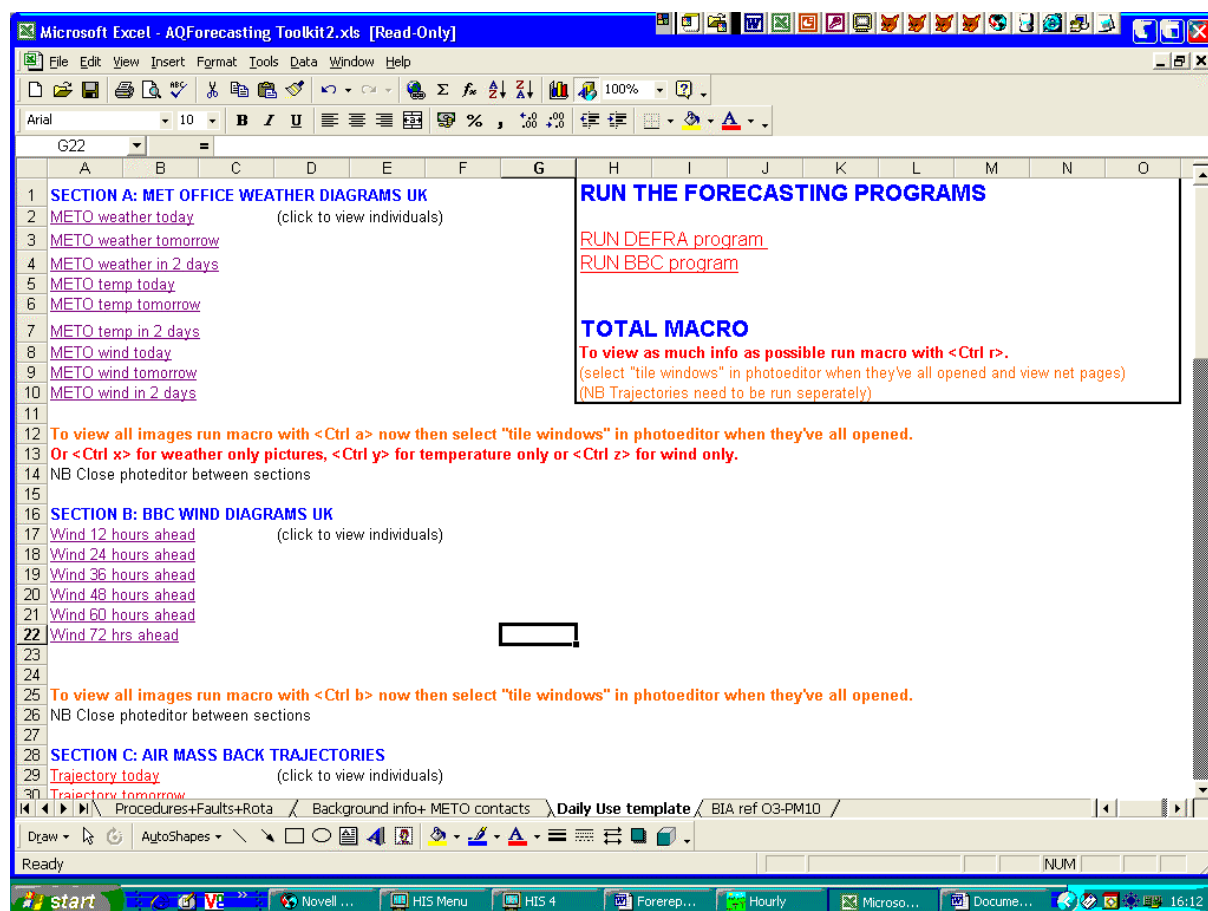 Microsoft Excel - AQForecasting Toolkit2.xls [Read-Only]
File Edit View Insert Format Tools Data Window Help
100%
Arial 10 B I U
G22 =
A B C D E F G H I J K L M N O
1 SECTION A: MET OFFICE WEATHER DIAGRAMS UK RUN THE FORECASTING PROGRAMS
2 METO weather today (click to view individuals)
3 METO weather tomorrow RUN DEFRA program
4 METO weather in 2 days RUN BBC program
5 METO temp today
6 METO temp tomorrow
7 METO temp in 2 days TOTAL MACRO
8 METO wind today To view as much info as possible run macro with <Ctrl r>.
9 METO wind tomorrow (select "tile windows" in photoeditor when they've all opened and view net pages)
10 METO wind in 2 days (NB Trajectories need to be run seperately)
11
12 To view all images run macro with <Ctrl a> now then select "tile windows" in photoeditor when they've all opened.
13 Or <Ctrl x> for weather only pictures, <Ctrl y> for temperature only or <Ctrl z> for wind only.
14 NB Close photeditor between sections
15
16 SECTION B: BBC WIND DIAGRAMS UK
17 Wind 12 hours ahead (click to view individuals)
18 Wind 24 hours ahead
19 Wind 36 hours ahead
20 Wind 48 hours ahead
21 Wind 60 hours ahead
22 Wind 72 hrs ahead
23
24
25 To view all images run macro with <Ctrl b> now then select "tile windows" in photoeditor when they've all opened.
26 NB Close photeditor between sections
27
28 SECTION C: AIR MASS BACK TRAJECTORIES
29 Trajectory today (click to view individuals)
30 Trajectory tomorrow
Procedures+Faults+Rota Background info+ METO contacts Daily Use template BIA ref O3-PM10
Draw AutoShapes
Ready NUM
start Novell ... HIS Menu HIS 4 Forerep... Hourly Microso... Docume... 16:12